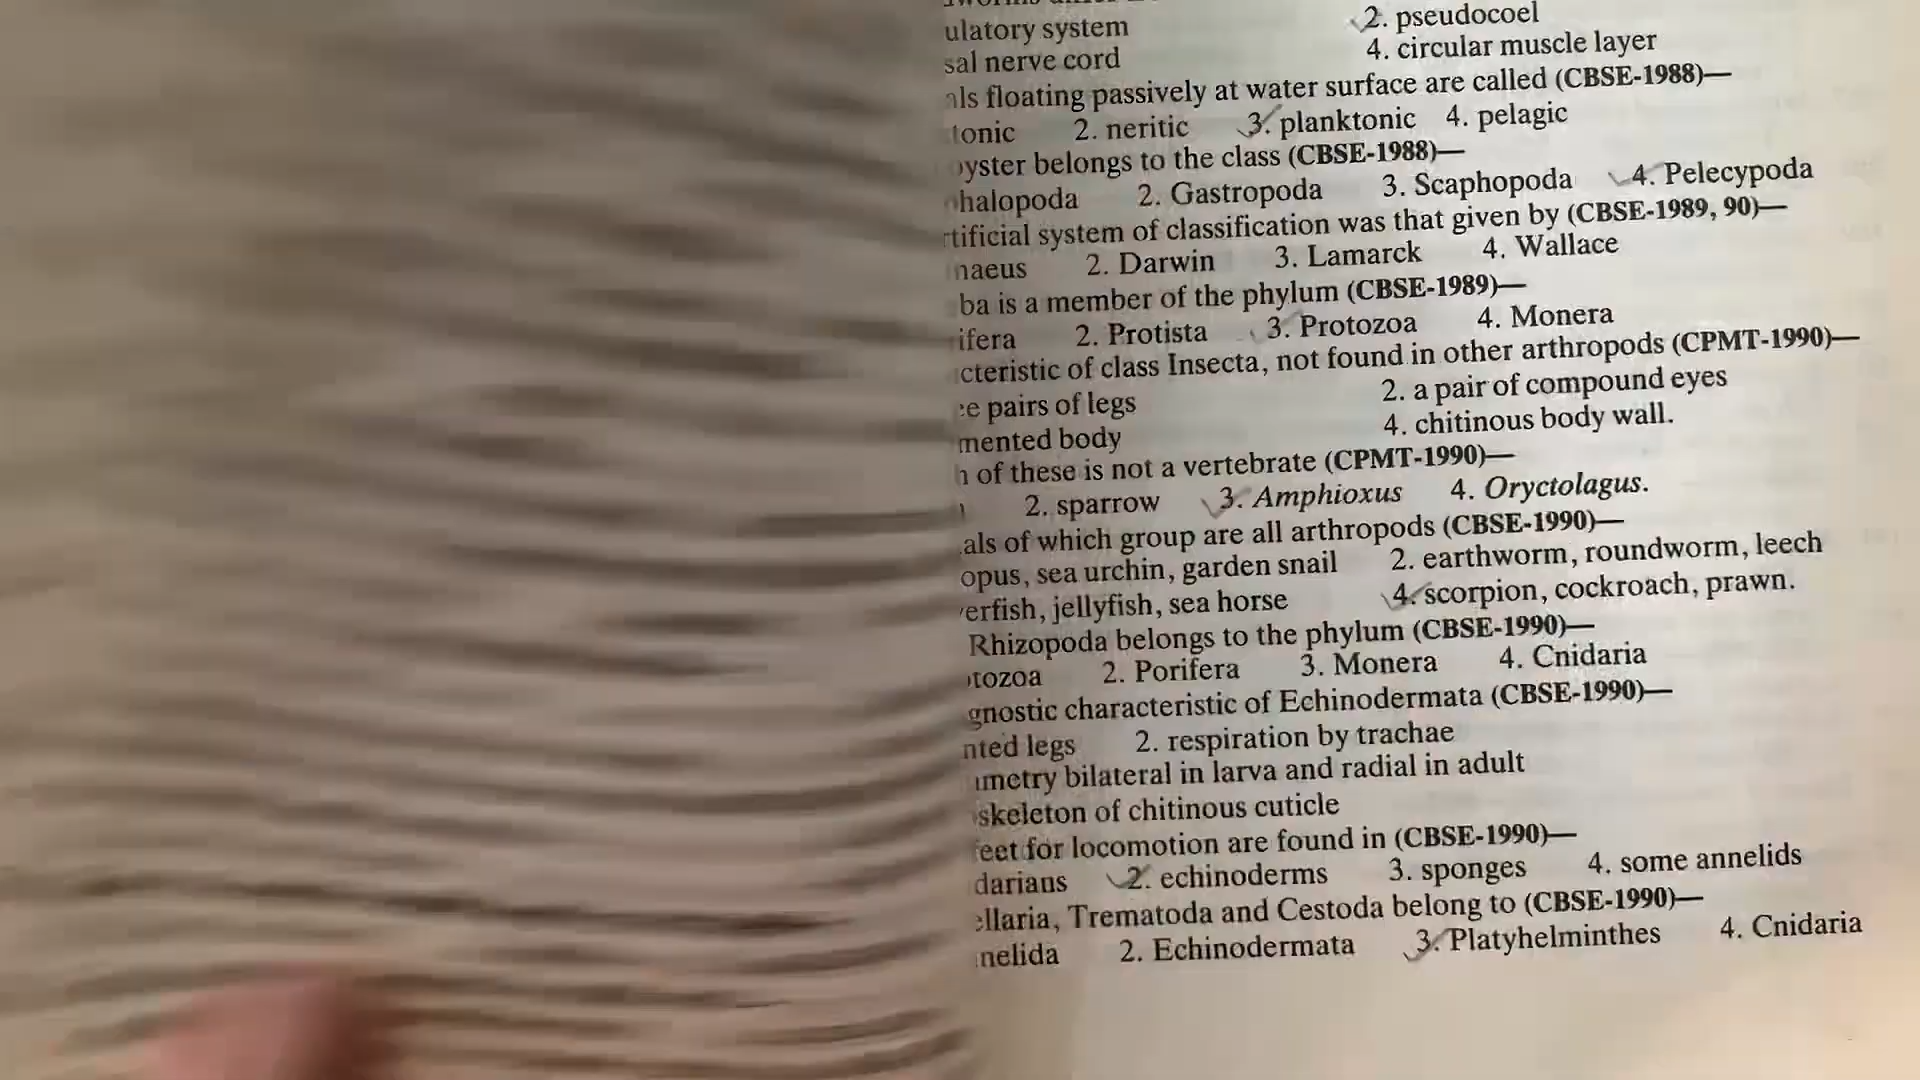 ulatory system 2. pseudocoel
sal nerve cord 4. circular muscle layer
als floating passively at water surface are called (CBSE-1988)—
tonic 2. neritic 3. planktonic 4. pelagic
oyster belongs to the class (CBSE-1988)—
halopoda 2. Gastropoda 3. Scaphopoda 4. Pelecypoda
rtificial system of classification was that given by (CBSE-1989, 90)—
naeus 2. Darwin 3. Lamarck 4. Wallace
ba is a member of the phylum (CBSE-1989)—
ifera 2. Protista 3. Protozoa 4. Monera
cteristic of class Insecta, not found in other arthropods (CPMT-1990)—
e pairs of legs 2. a pair of compound eyes
mented body 4. chitinous body wall.
of these is not a vertebrate (CPMT-1990)—
2. sparrow 3. Amphioxus 4. Oryctolagus.
als of which group are all arthropods (CBSE-1990)—
opus, sea urchin, garden snail 2. earthworm, roundworm, leech
erfish, jellyfish, sea horse 4. scorpion, cockroach, prawn.
Rhizopoda belongs to the phylum (CBSE-1990)—
tozoa 2. Porifera 3. Monera 4. Cnidaria
gnostic characteristic of Echinodermata (CBSE-1990)—
nted legs 2. respiration by trachae
metry bilateral in larva and radial in adult
skeleton of chitinous cuticle
eet for locomotion are found in (CBSE-1990)—
darians 2. echinoderms 3. sponges 4. some annelids
ellaria, Trematoda and Cestoda belong to (CBSE-1990)—
nelida 2. Echinodermata 3. Platyhelminthes 4. Cnidaria